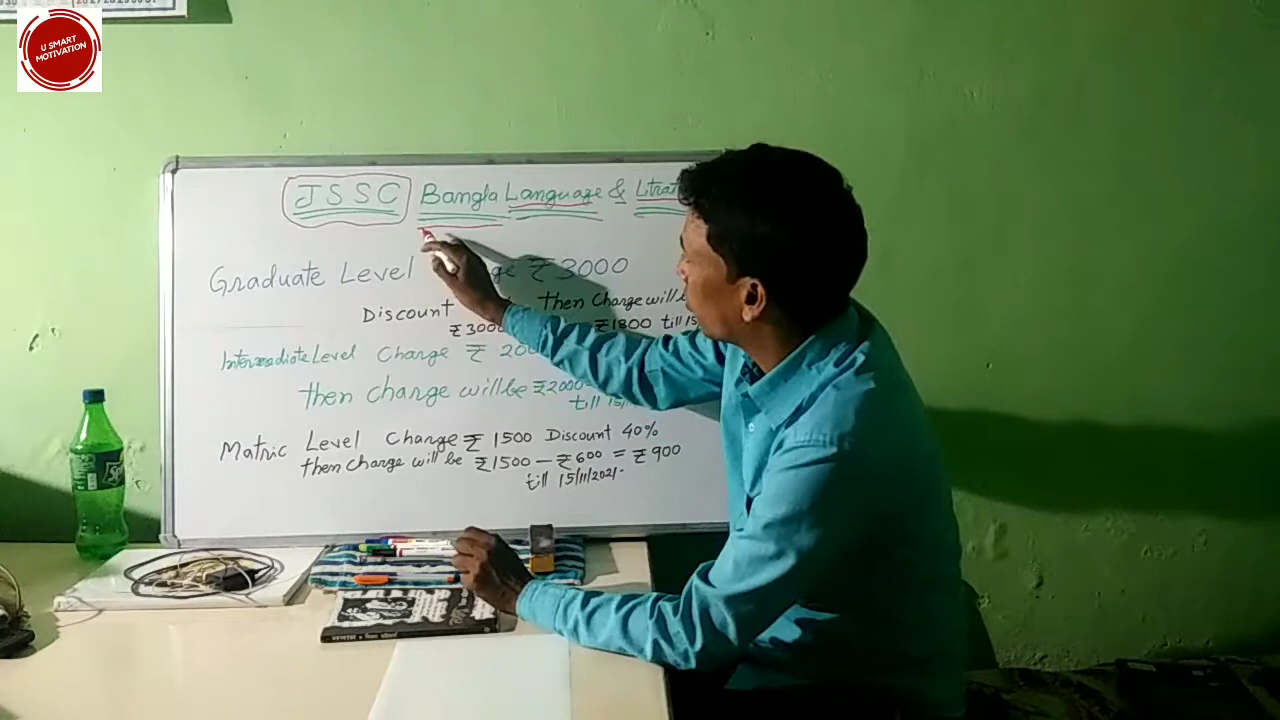 U SMART
MOTIVATION
JSSC Bangla Language &
Graduate Level ₹3000
Discount then Charge will
₹1800 till
Intermediate Level Charge ₹
then Charge will be ₹2000
till
Matric Level Charge ₹ 1500 Discount 40%
then Charge will be ₹1500 – ₹600 = ₹900
till 15/11/2021